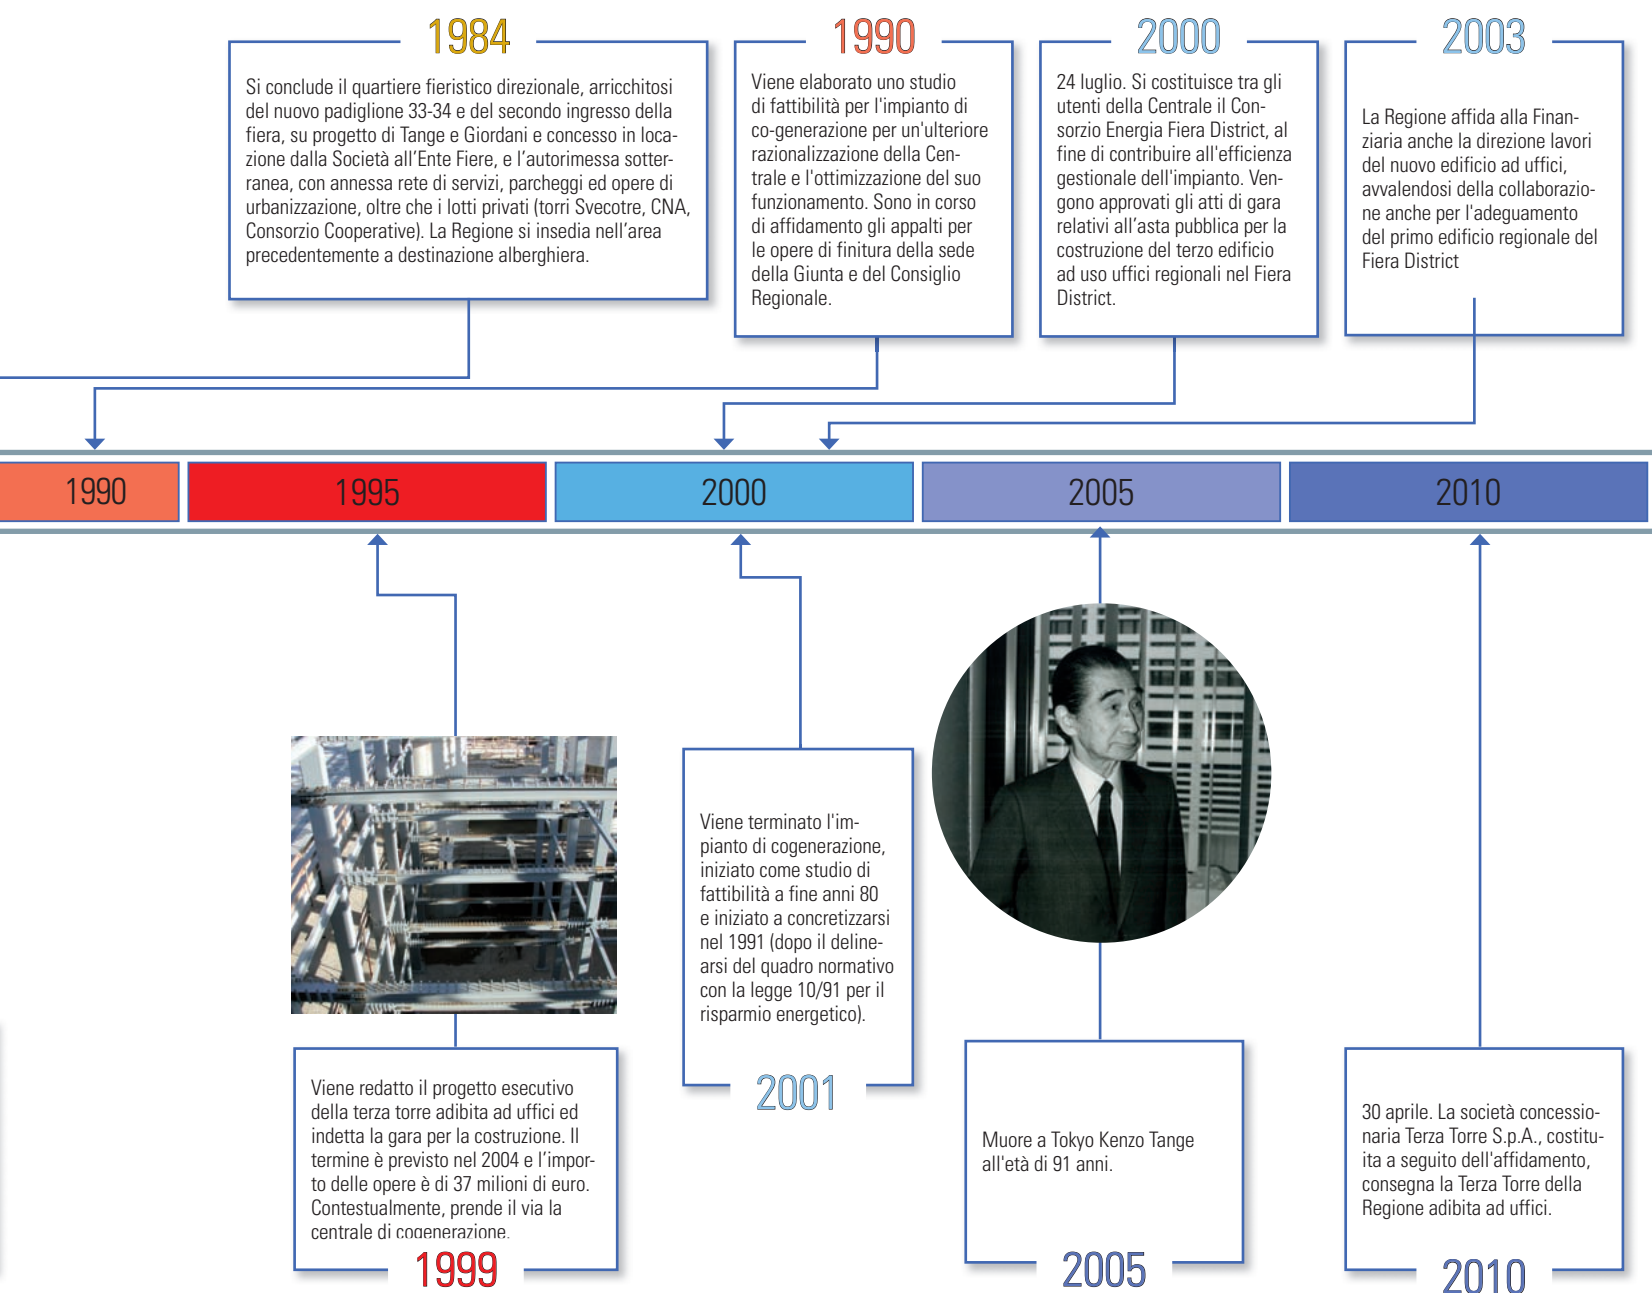 1984
Si conclude il quartiere fieristico direzionale, arricchitosi
del nuovo padiglione 33-34 e del secondo ingresso della
fiera, su progetto di Tange e Giordani e concesso in loca-
zione dalla Società all'Ente Fiere, e l’autorimessa sotter-
ranea, con annessa rete di servizi, parcheggi ed opere di
urbanizzazione, oltre che i lotti privati (torri Svecotre, CNA,
Consorzio Cooperative). La Regione si insedia nell’area
precedentemente a destinazione alberghiera.
1990
Viene elaborato uno studio
di fattibilità per l'impianto di
co-generazione per un'ulteriore
razionalizzazione della Cen-
trale e l'ottimizzazione del suo
funzionamento. Sono in corso
di affidamento gli appalti per
le opere di finitura della sede
della Giunta e del Consiglio
Regionale.
2000
24 luglio. Si costituisce tra gli
utenti della Centrale il Con-
sorzio Energia Fiera District, al
fine di contribuire all'efficienza
gestionale dell'impianto. Ven-
gono approvati gli atti di gara
relativi all’asta pubblica per la
costruzione del terzo edificio
ad uso uffici regionali nel Fiera
District.
2003
La Regione affida alla Finan-
ziaria anche la direzione lavori
del nuovo edificio ad uffici,
avvalendosi della collaborazio-
ne anche per l'adeguamento
del primo edificio regionale del
Fiera District
1990
1995
2000
2005
2010
Viene redatto il progetto esecutivo
della terza torre adibita ad uffici ed
indetta la gara per la costruzione. Il
termine è previsto nel 2004 e l’impor-
to delle opere è di 37 milioni di euro.
Contestualmente, prende il via la
centrale di cogenerazione.
1999
Viene terminato l'im-
pianto di cogenerazione,
iniziato come studio di
fattibilità a fine anni 80
e iniziato a concretizzarsi
nel 1991 (dopo il deline-
arsi del quadro normativo
con la legge 10/91 per il
risparmio energetico).
2001
Muore a Tokyo Kenzo Tange
all'età di 91 anni.
2005
30 aprile. La società concessio-
naria Terza Torre S.p.A., costitu-
ita a seguito dell'affidamento,
consegna la Terza Torre della
Regione adibita ad uffici.
2010